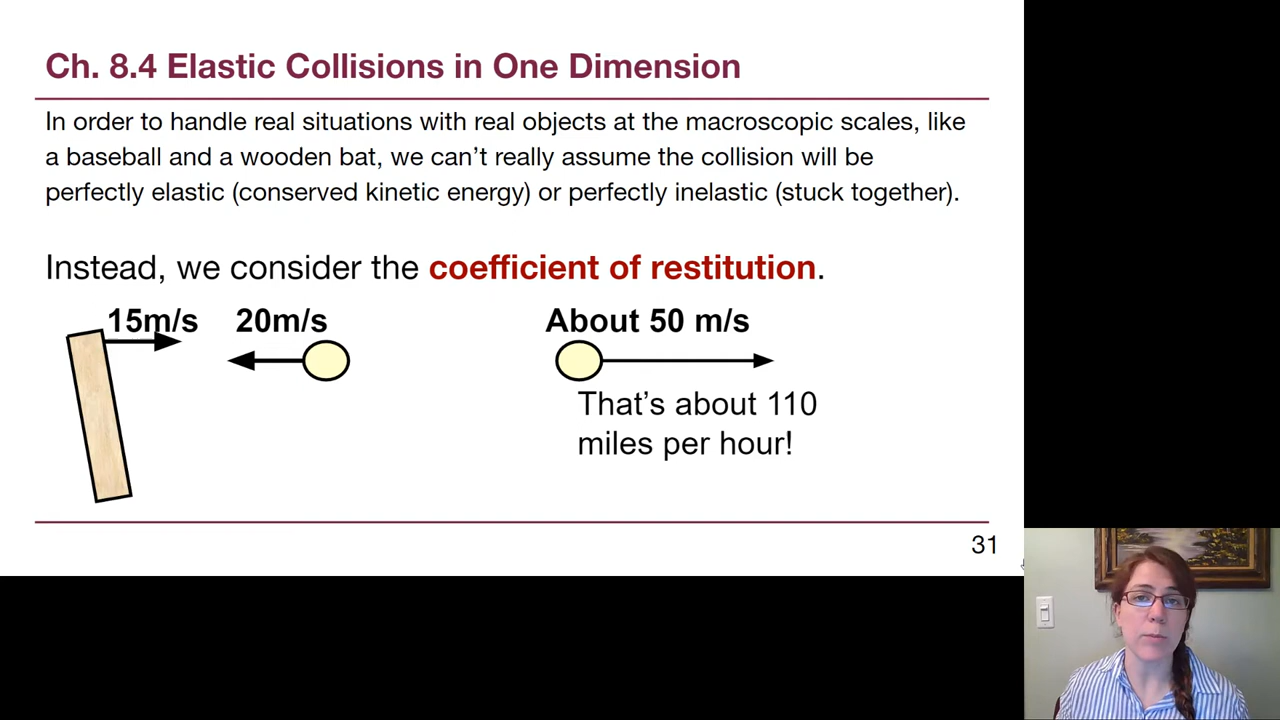 Ch. 8.4 Elastic Collisions in One Dimension
In order to handle real situations with real objects at the macroscopic scales, like
a baseball and a wooden bat, we can’t really assume the collision will be
perfectly elastic (conserved kinetic energy) or perfectly inelastic (stuck together).
Instead, we consider the coefficient of restitution.
15m/s 20m/s About 50 m/s
That’s about 110
miles per hour!
31